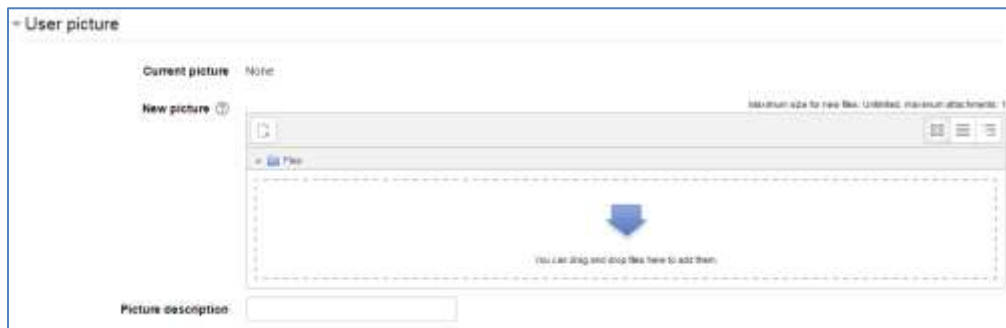 User picture
Current picture None
New picture
Maximum size for new files: Unlimited, maximum attachments: 1
Files
You can drag and drop files here to add them.
Picture description